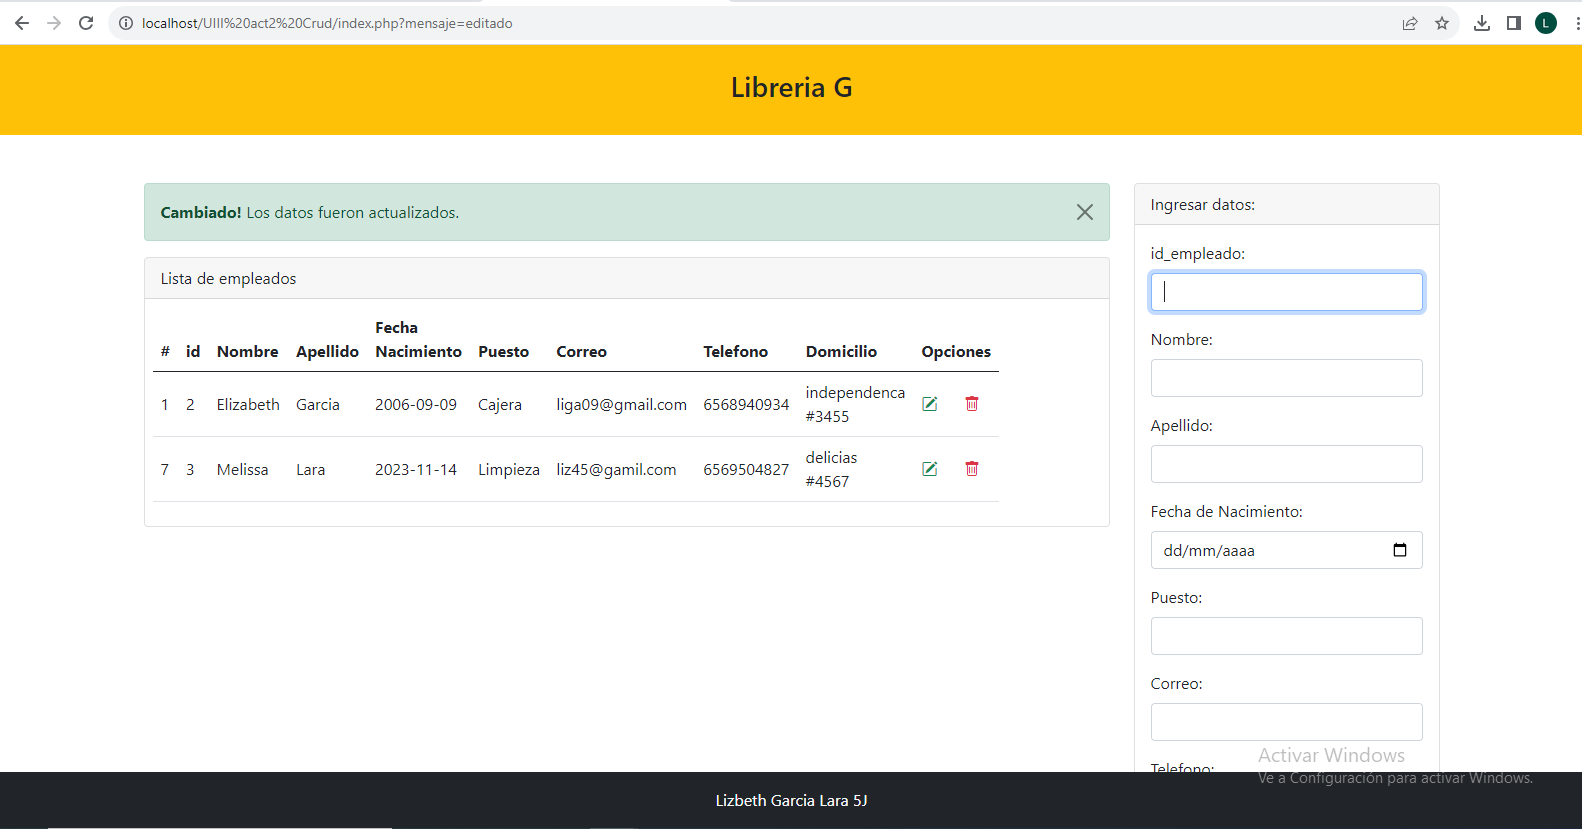 localhost/UIII%20act2%20Crud/index.php?mensaje=editado
L
Libreria G
Cambiado! Los datos fueron actualizados.
Lista de empleados
# id Nombre Apellido Fecha Nacimiento Puesto Correo Telefono Domicilio Opciones
1 2 Elizabeth Garcia 2006-09-09 Cajera liga09@gmail.com 6568940934 independenca #3455
7 3 Melissa Lara 2023-11-14 Limpieza liz45@gamil.com 6569504827 delicias #4567
Ingresar datos:
id_empleado:
Nombre:
Apellido:
Fecha de Nacimiento:
dd/mm/aaaa
Puesto:
Correo:
Telefono:
Activar Windows
Ve a Configuración para activar Windows.
Lizbeth Garcia Lara 5J